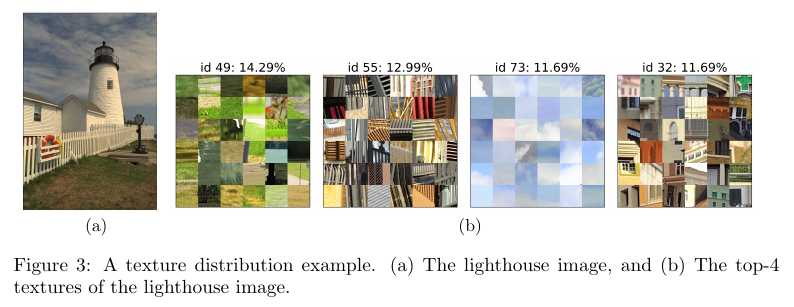 id 49: 14.29%
id 55: 12.99%
id 73: 11.69%
id 32: 11.69%
(a)
(b)
Figure 3: A texture distribution example. (a) The lighthouse image, and (b) The top-4
textures of the lighthouse image.